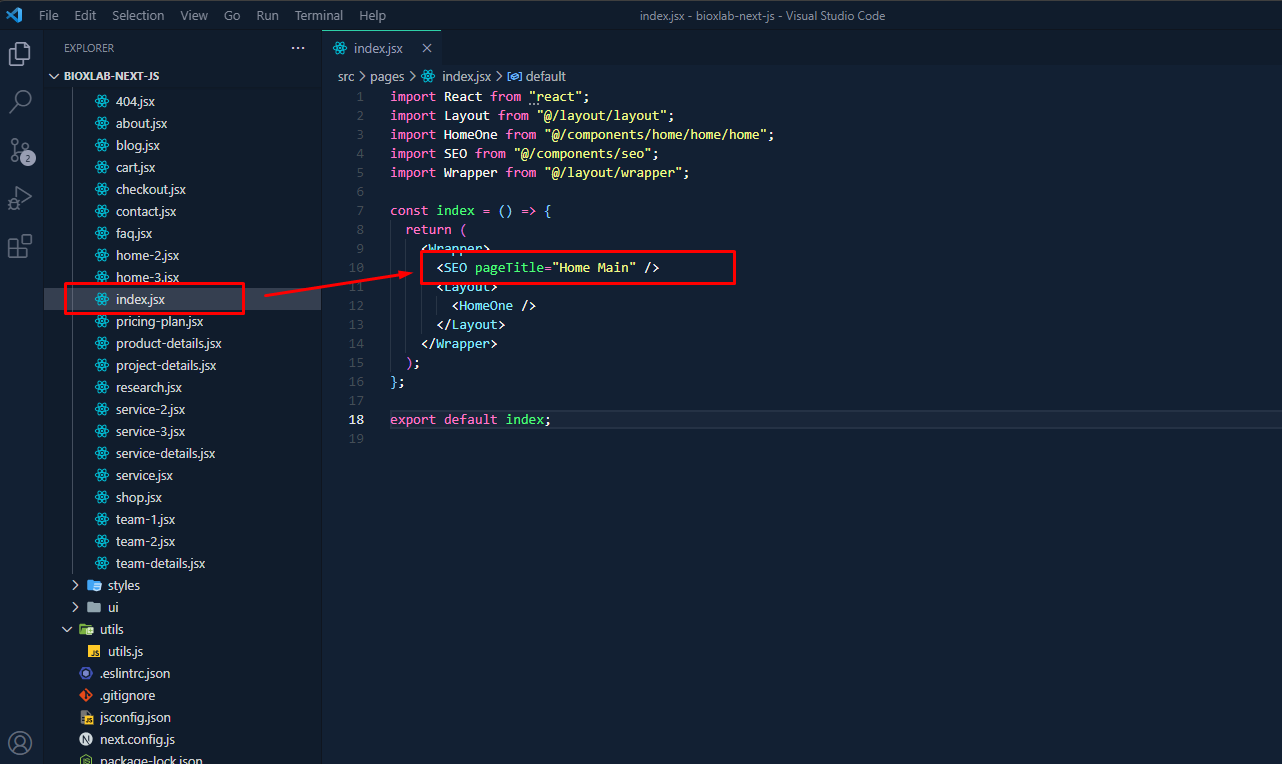 File Edit Selection View Go Run Terminal Help
index.jsx - bioxlab-next-js - Visual Studio Code
EXPLORER
BIOXLAB-NEXT-JS
404.jsx
about.jsx
blog.jsx
cart.jsx
checkout.jsx
contact.jsx
faq.jsx
home-2.jsx
home-3.jsx
index.jsx
pricing-plan.jsx
product-details.jsx
project-details.jsx
research.jsx
service-2.jsx
service-3.jsx
service-details.jsx
service.jsx
shop.jsx
team-1.jsx
team-2.jsx
team-details.jsx
styles
ui
utils
JS utils.js
.eslintrc.json
.gitignore
jsconfig.json
N next.config.js
package-lock.json
2
index.jsx
src > pages > index.jsx > default
1 import React from "react";
2 import Layout from "@/layout/layout";
3 import HomeOne from "@/components/home/home/home";
4 import SEO from "@/components/seo";
5 import Wrapper from "@/layout/wrapper";
6
7 const index = () => {
8 return (
9 <Wrapper>
10 <SEO pageTitle="Home Main" />
11 <Layout>
12 <HomeOne />
13 </Layout>
14 </Wrapper>
15 );
16 };
17
18 export default index;
19